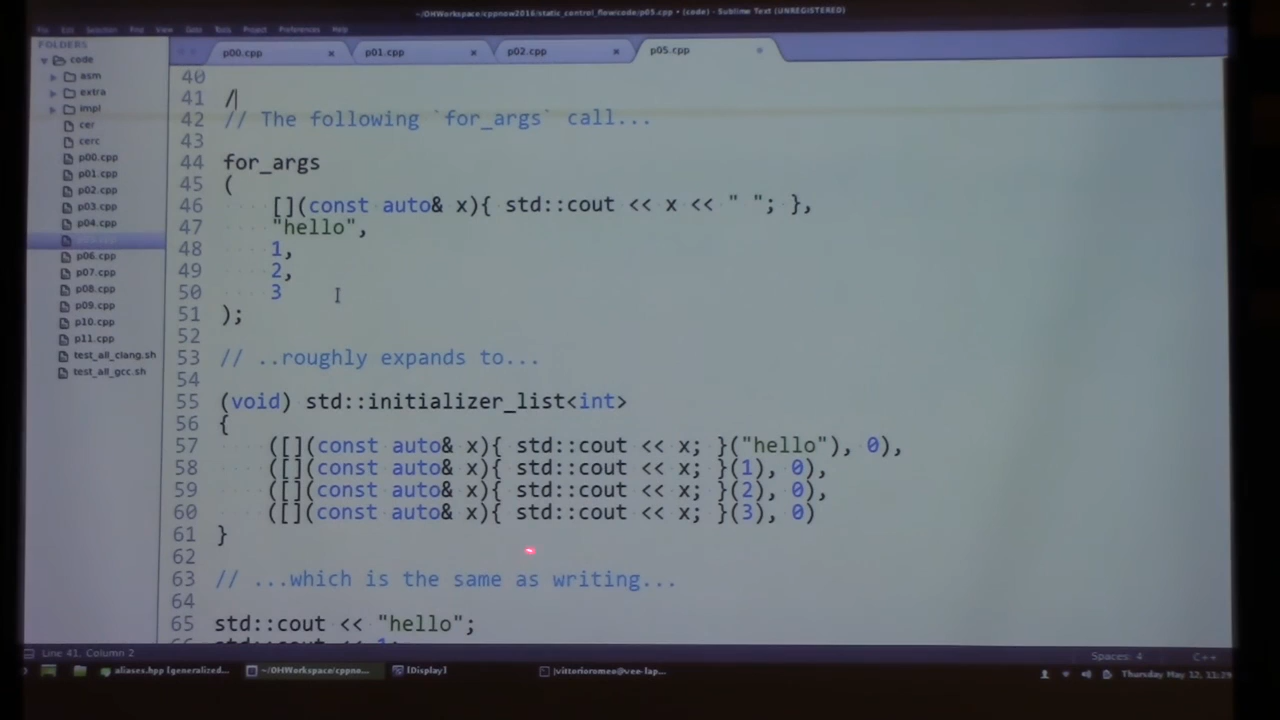 ~/OHWorkspace/cppnow2016/static_control_flow/code/p05.cpp • (code) - Sublime Text (UNREGISTERED)
File Edit Selection Find View Goto Tools Project Preferences Help
FOLDERS
code
asm
extra
impl
cer
cerc
p00.cpp
p01.cpp
p02.cpp
p03.cpp
p04.cpp
p06.cpp
p07.cpp
p08.cpp
p09.cpp
p10.cpp
p11.cpp
test_all_clang.sh
test_all_gcc.sh
p00.cpp × p01.cpp × p02.cpp × p05.cpp
40
41 /
42 // The following `for_args` call...
43
44 for_args
45 (
46 [](const auto& x){ std::cout << x << " "; },
47 "hello",
48 1,
49 2,
50 3
51 );
52
53 // ..roughly expands to...
54
55 (void) std::initializer_list<int>
56 {
57 ([](const auto& x){ std::cout << x; }("hello"), 0),
58 ([](const auto& x){ std::cout << x; }(1), 0),
59 ([](const auto& x){ std::cout << x; }(2), 0),
60 ([](const auto& x){ std::cout << x; }(3), 0)
61 }
62
63 // ...which is the same as writing...
64
65 std::cout << "hello";
66 std::cout << 1;
Line 41, Column 2 Spaces: 4 C++
aliases.hpp [generalized... ~/OHWorkspace/cppno... [Display] [vittorioromeo@vee-lap... Thursday May 12, 11:29